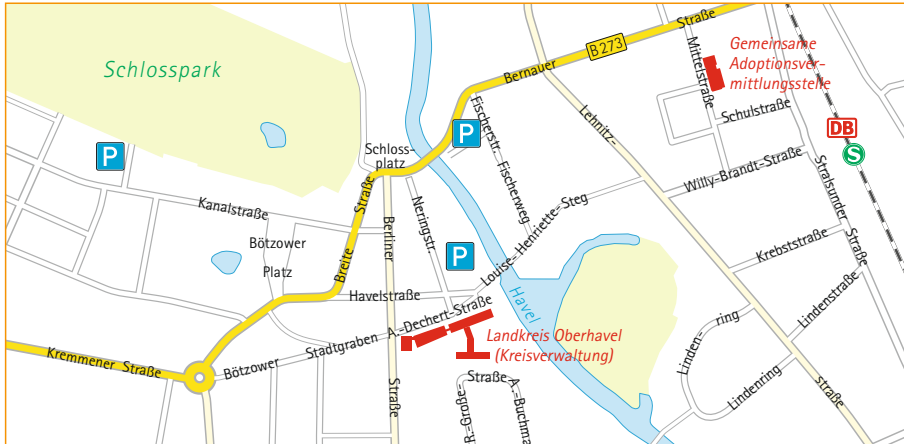 Schlosspark
P
Kanalstraße
Bötzower
Platz
Breite Straße
Schloss-
platz
Berliner
Straße
Neringstr.
Fischerstr.
Fischerweg
P
P
Bernauer
B 273
Straße
Mittelstraße
Gemeinsame
Adoptionsver-
mittlungsstelle
Schulstraße
DB
S
Lehnitz-
straße
Willy-Brandt-Straße
Stralsunder Straße
Krebststraße
Lindenstraße
Linden-
ring
Lindenring
Louise-Henriette-Steg
Havel
Havelstraße
Stadtgraben A.-Dechert-Straße
Bötzower
Kremmener Straße
Landkreis Oberhavel
(Kreisverwaltung)
Straße A.-
Buchma
R.-Große-